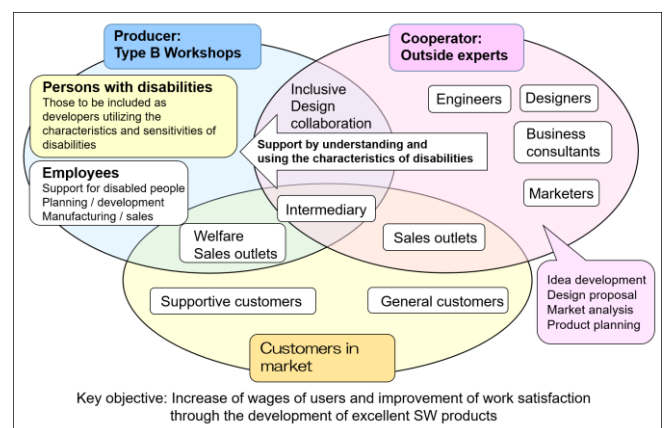 Producer:
Type B Workshops
Cooperator:
Outside experts
Persons with disabilities
Those to be included as
developers utilizing the
characteristics and sensitivities of
disabilities
Inclusive
Design
collaboration
Engineers
Designers
Business
consultants
Support by understanding and
using the characteristics of disabilities
Employees
Support for disabled people
Planning / development
Manufacturing / sales
Marketers
Intermediary
Welfare
Sales outlets
Sales outlets
Idea development
Design proposal
Market analysis
Product planning
Supportive customers
General customers
Customers in
market
Key objective: Increase of wages of users and improvement of work satisfaction
through the development of excellent SW products